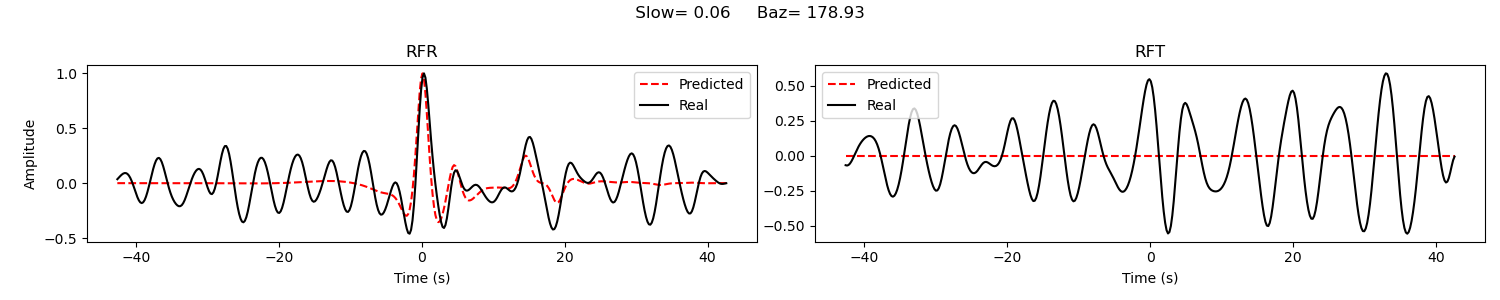 Slow= 0.06 Baz= 178.93
RFR
Amplitude
1.0
0.5
0.0
−0.5
Predicted
Real
−40
−20
0
20
40
Time (s)
RFT
0.50
0.25
0.00
−0.25
−0.50
Predicted
Real
−40
−20
0
20
40
Time (s)